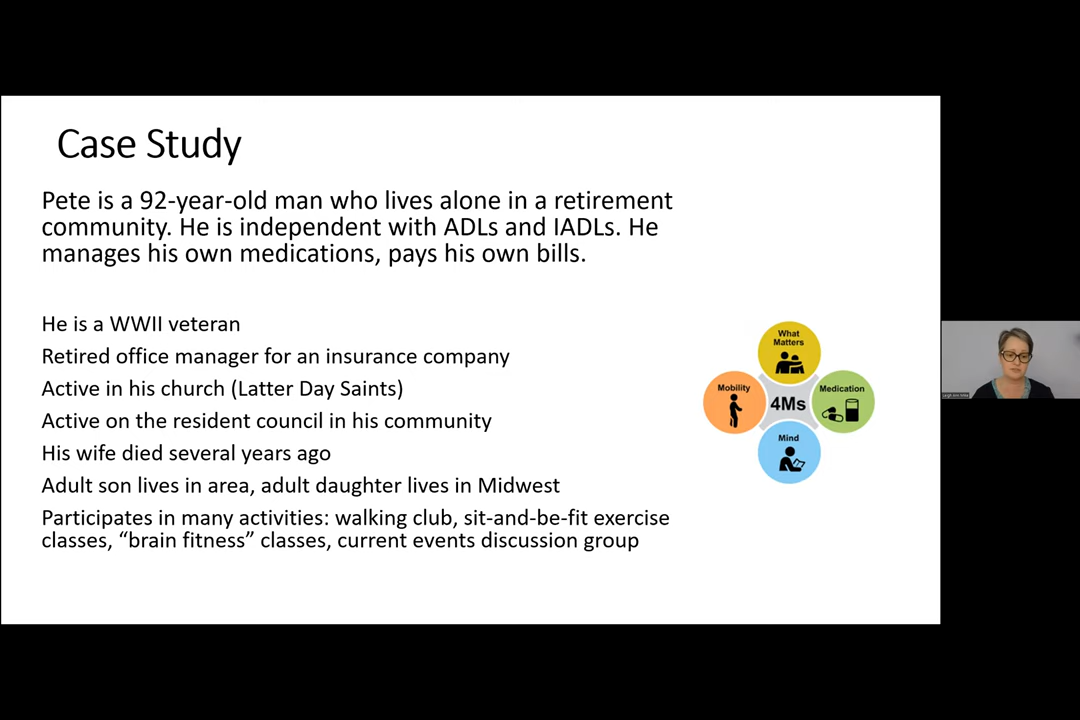 Case Study
Pete is a 92-year-old man who lives alone in a retirement
community. He is independent with ADLs and IADLs. He
manages his own medications, pays his own bills.
He is a WWII veteran
Retired office manager for an insurance company
Active in his church (Latter Day Saints)
Active on the resident council in his community
His wife died several years ago
Adult son lives in area, adult daughter lives in Midwest
Participates in many activities: walking club, sit-and-be-fit exercise
classes, “brain fitness” classes, current events discussion group
What
Matters
Mobility
4Ms
Medication
Mind